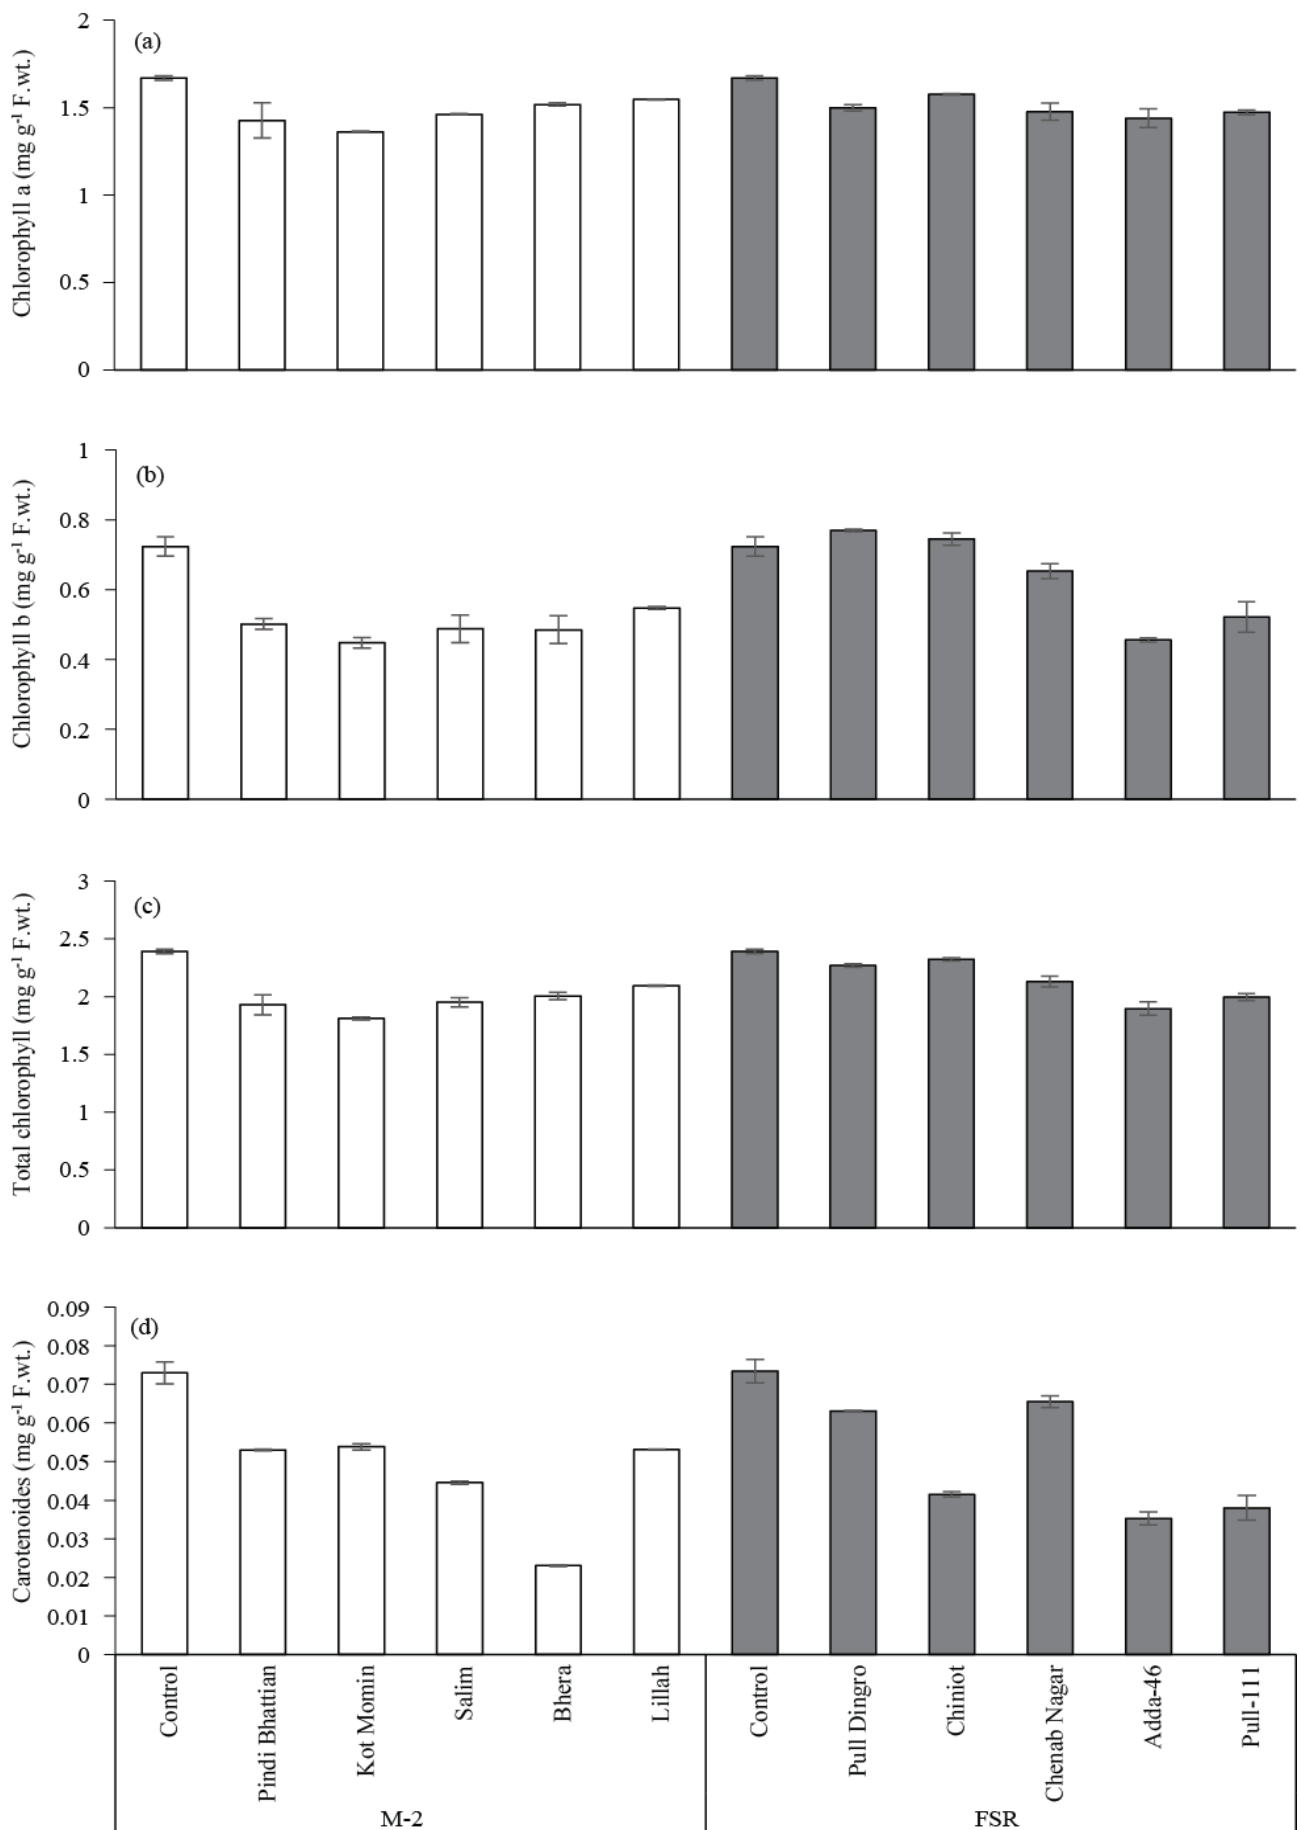 (a)
Chlorophyll a (mg g⁻¹ F.wt.)
2
1.5
1
0.5
0
(b)
Chlorophyll b (mg g⁻¹ F.wt.)
1
0.8
0.6
0.4
0.2
0
(c)
Total chlorophyll (mg g⁻¹ F.wt.)
3
2.5
2
1.5
1
0.5
0
(d)
Carotenoides (mg g⁻¹ F.wt.)
0.09
0.08
0.07
0.06
0.05
0.04
0.03
0.02
0.01
0
Control
Pindi Bhattian
Kot Momin
Salim
Bhera
Lillah
Control
Pull Dingro
Chiniot
Chenab Nagar
Adda-46
Pull-111
M-2
FSR